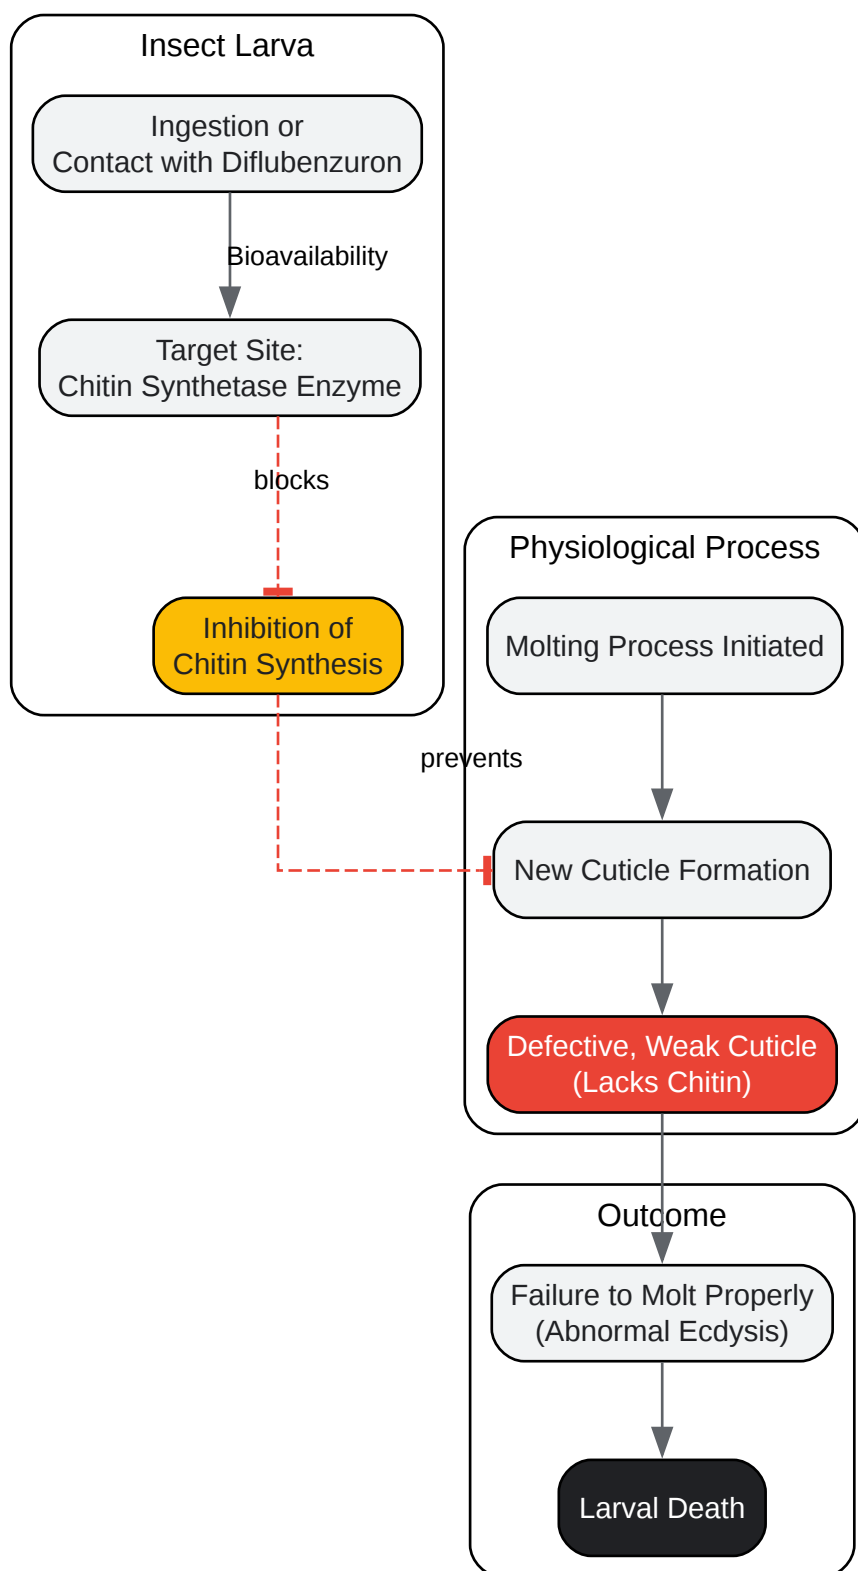 Insect Larva
Ingestion or
Contact with Diflubenzuron
Bioavailability
Target Site:
Chitin Synthetase Enzyme
blocks
Inhibition of
Chitin Synthesis
prevents
Physiological Process
Molting Process Initiated
New Cuticle Formation
Defective, Weak Cuticle
(Lacks Chitin)
Outcome
Failure to Molt Properly
(Abnormal Ecdysis)
Larval Death